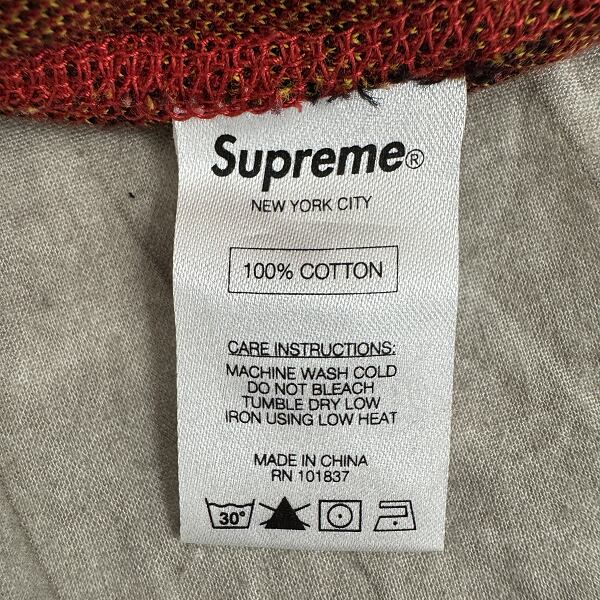 Supreme®
NEW YORK CITY
100% COTTON
CARE INSTRUCTIONS:
MACHINE WASH COLD
DO NOT BLEACH
TUMBLE DRY LOW
IRON USING LOW HEAT
MADE IN CHINA
RN 101837
30°